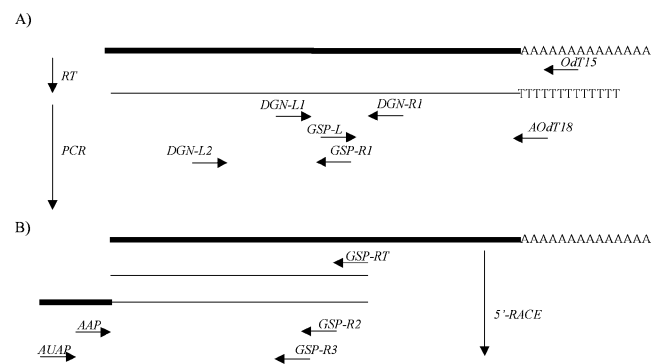 A)
AAAAAAAAAAAAAA
OdT15
RT
TTTTTTTTTTTT
DGN-L1
DGN-R1
GSP-L
AOdT18
PCR
DGN-L2
GSP-R1
B)
AAAAAAAAAAAAAA
GSP-RT
5'-RACE
AAP
GSP-R2
AUAP
GSP-R3